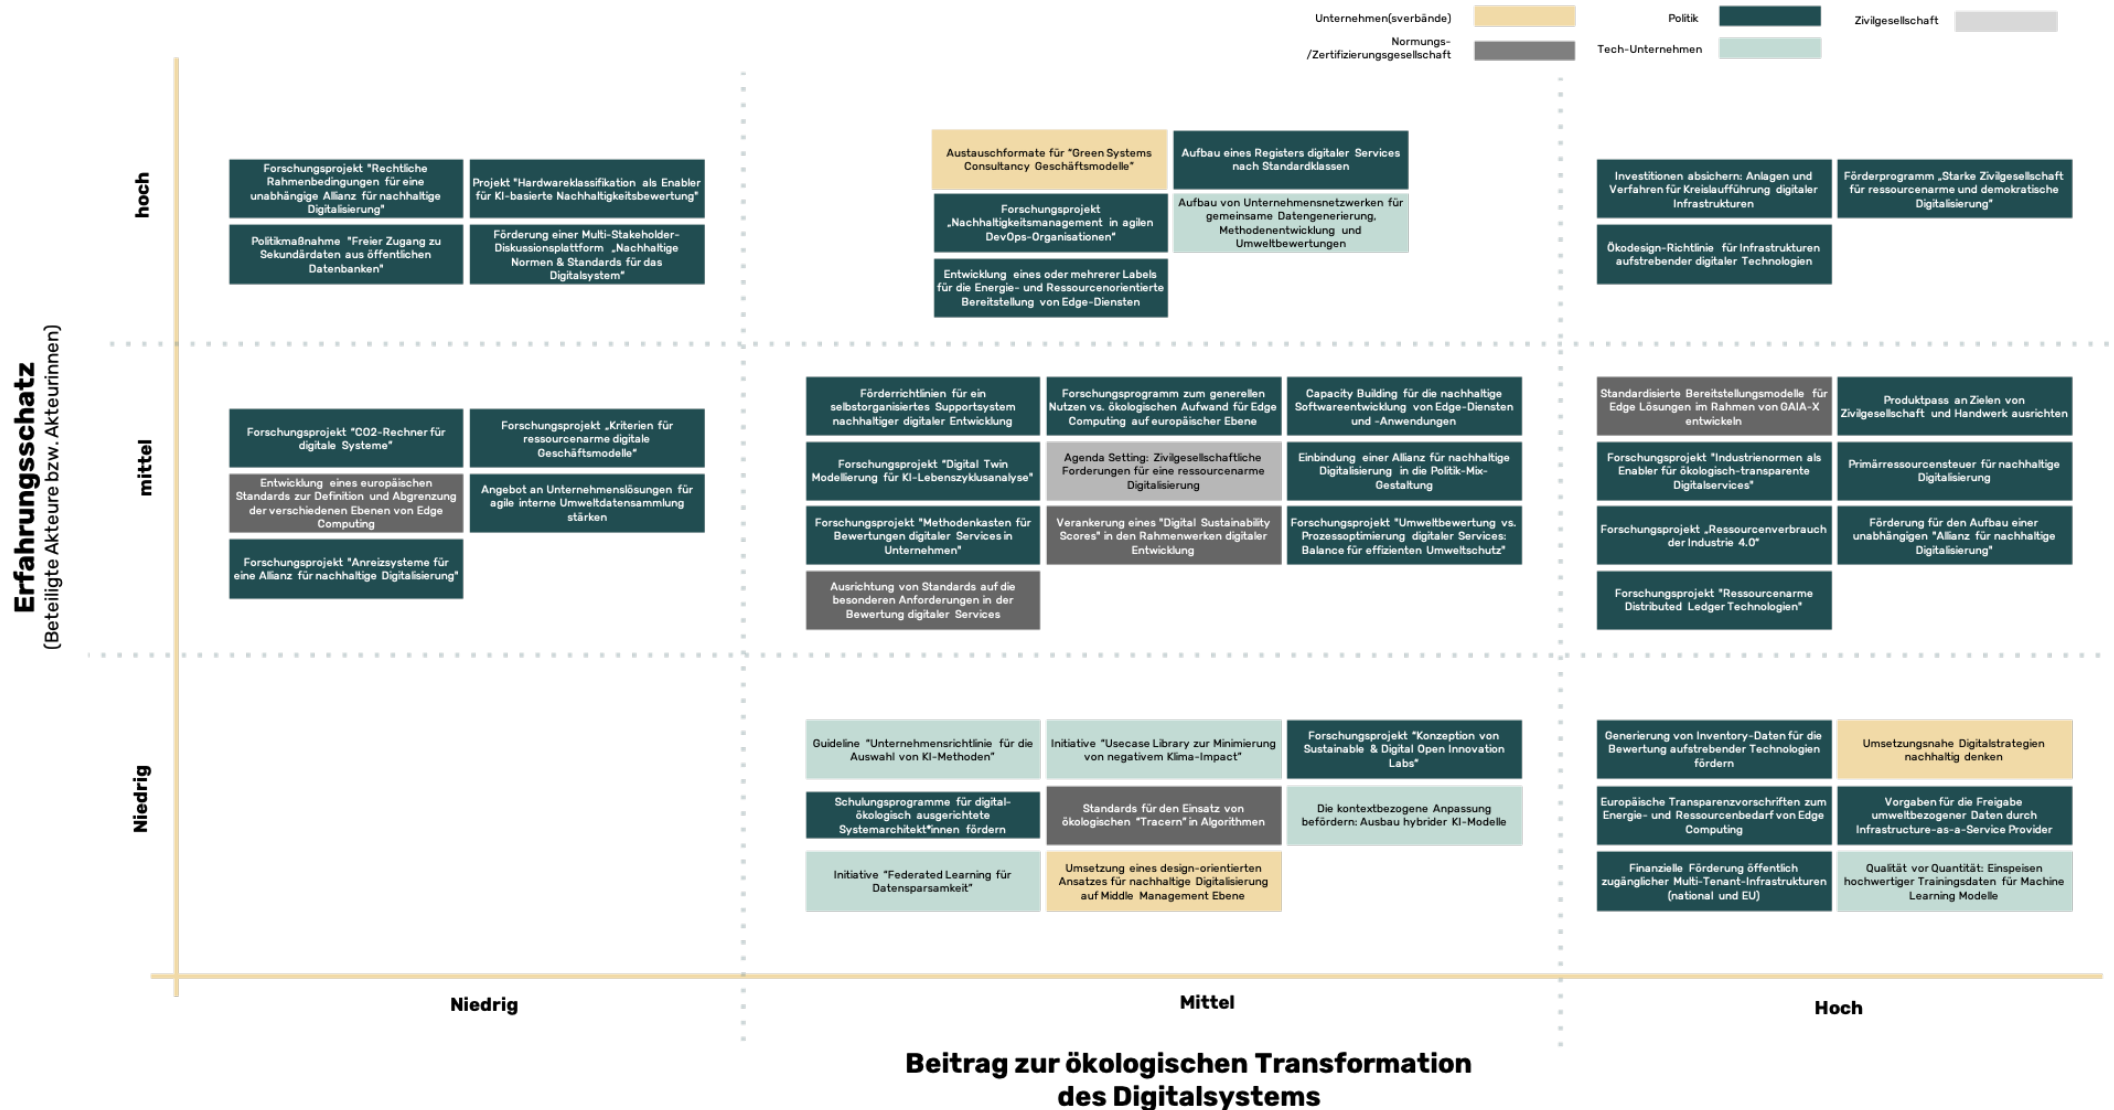 Unternehmen(sverbände)
Politik
Zivilgesellschaft
Normungs-
/Zertifizierungsgesellschaft
Tech-Unternehmen
Erfahrungsschatz
(Beteiligte Akteure bzw. Akteurinnen)
hoch
Forschungsprojekt "Rechtliche
Rahmenbedingungen für eine
unabhängige Allianz für nachhaltige
Digitalisierung"
Projekt "Hardwareklassifikation als Enabler
für KI-basierte Nachhaltigkeitsbewertung"
Politikmaßnahme "Freier Zugang zu
Sekundärdaten aus öffentlichen
Datenbanken"
Förderung einer Multi-Stakeholder-
Diskussionsplattform „Nachhaltige
Normen & Standards für das
Digitalsystem“
Austauschformate für “Green Systems
Consultancy Geschäftsmodelle”
Aufbau eines Registers digitaler Services
nach Standardklassen
Forschungsprojekt
„Nachhaltigkeitsmanagement in agilen
DevOps-Organisationen“
Aufbau von Unternehmensnetzwerken für
gemeinsame Datengenerierung,
Methodenentwicklung und
Umweltbewertungen
Entwicklung eines oder mehrerer Labels
für die Energie- und Ressourcenorientierte
Bereitstellung von Edge-Diensten
Investitionen absichern: Anlagen und
Verfahren für Kreislaufführung digitaler
Infrastrukturen
Förderprogramm „Starke Zivilgesellschaft
für ressourcenarme und demokratische
Digitalisierung“
Ökodesign-Richtlinie für Infrastrukturen
aufstrebender digitaler Technologien
mittel
Forschungsprojekt “CO2-Rechner für
digitale Systeme”
Forschungsprojekt „Kriterien für
ressourcenarme digitale
Geschäftsmodelle“
Entwicklung eines europäischen
Standards zur Definition und Abgrenzung
der verschiedenen Ebenen von Edge
Computing
Angebot an Unternehmenslösungen für
agile interne Umweltdatensammlung
stärken
Forschungsprojekt "Anreizsysteme für
eine Allianz für nachhaltige Digitalisierung"
Förderrichtlinien für ein
selbstorganisiertes Supportsystem
nachhaltiger digitaler Entwicklung
Forschungsprogramm zum generellen
Nutzen vs. ökologischen Aufwand für Edge
Computing auf europäischer Ebene
Capacity Building für die nachhaltige
Softwareentwicklung von Edge-Diensten
und -Anwendungen
Forschungsprojekt “Digital Twin
Modellierung für KI-Lebenszyklusanalyse”
Agenda Setting: Zivilgesellschaftliche
Forderungen für eine ressourcenarme
Digitalisierung
Einbindung einer Allianz für nachhaltige
Digitalisierung in die Politik-Mix-
Gestaltung
Forschungsprojekt "Methodenkasten für
Bewertungen digitaler Services in
Unternehmen"
Verankerung eines "Digital Sustainability
Scores" in den Rahmenwerken digitaler
Entwicklung
Forschungsprojekt "Umweltbewertung vs.
Prozessoptimierung digitaler Services:
Balance für effizienten Umweltschutz"
Ausrichtung von Standards auf die
besonderen Anforderungen in der
Bewertung digitaler Services
Standardisierte Bereitstellungsmodelle für
Edge Lösungen im Rahmen von GAIA-X
entwickeln
Produktpass an Zielen von
Zivilgesellschaft und Handwerk ausrichten
Forschungsprojekt "Industrienormen als
Enabler für ökologisch-transparente
Digitalservices"
Primärressourcensteuer für nachhaltige
Digitalisierung
Forschungsprojekt „Ressourcenverbrauch
der Industrie 4.0“
Förderung für den Aufbau einer
unabhängigen "Allianz für nachhaltige
Digitalisierung"
Forschungsprojekt "Ressourcenarme
Distributed Ledger Technologien"
Niedrig
Guideline “Unternehmensrichtlinie für die
Auswahl von KI-Methoden”
Initiative “Usecase Library zur Minimierung
von negativem Klima-Impact”
Forschungsprojekt “Konzeption von
Sustainable & Digital Open Innovation
Labs”
Schulungsprogramme für digital-
ökologisch ausgerichtete
Systemarchitekt*innen fördern
Standards für den Einsatz von
ökologischen “Tracern” in Algorithmen
Die kontextbezogene Anpassung
befördern: Ausbau hybrider KI-Modelle
Initiative “Federated Learning für
Datensparsamkeit”
Umsetzung eines design-orientierten
Ansatzes für nachhaltige Digitalisierung
auf Middle Management Ebene
Generierung von Inventory-Daten für die
Bewertung aufstrebender Technologien
fördern
Umsetzungsnahe Digitalstrategien
nachhaltig denken
Europäische Transparenzvorschriften zum
Energie- und Ressourcenbedarf von Edge
Computing
Vorgaben für die Freigabe
umweltbezogener Daten durch
Infrastructure-as-a-Service Provider
Finanzielle Förderung öffentlich
zugänglicher Multi-Tenant-Infrastrukturen
(national und EU)
Qualität vor Quantität: Einspeisen
hochwertiger Trainingsdaten für Machine
Learning Modelle
Niedrig
Mittel
Hoch
Beitrag zur ökologischen Transformation
des Digitalsystems